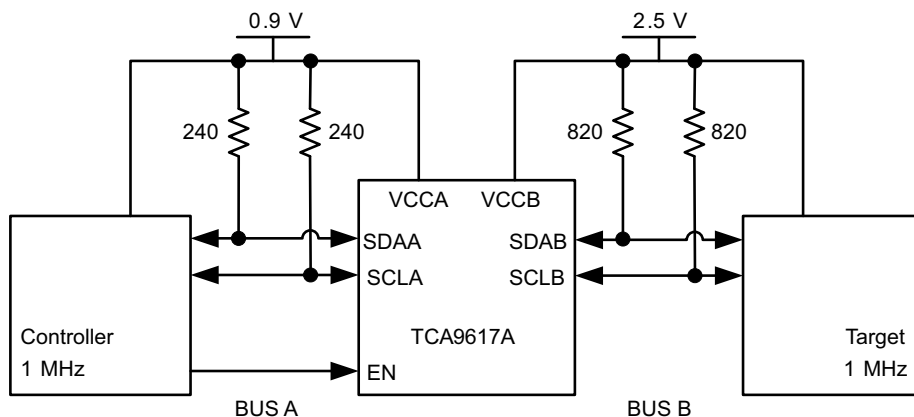 0.9 V
2.5 V
240
240
820
820
VCCA
VCCB
SDAA
SDAB
SCLA
SCLB
Controller
1 MHz
TCA9617A
EN
Target
1 MHz
BUS A
BUS B